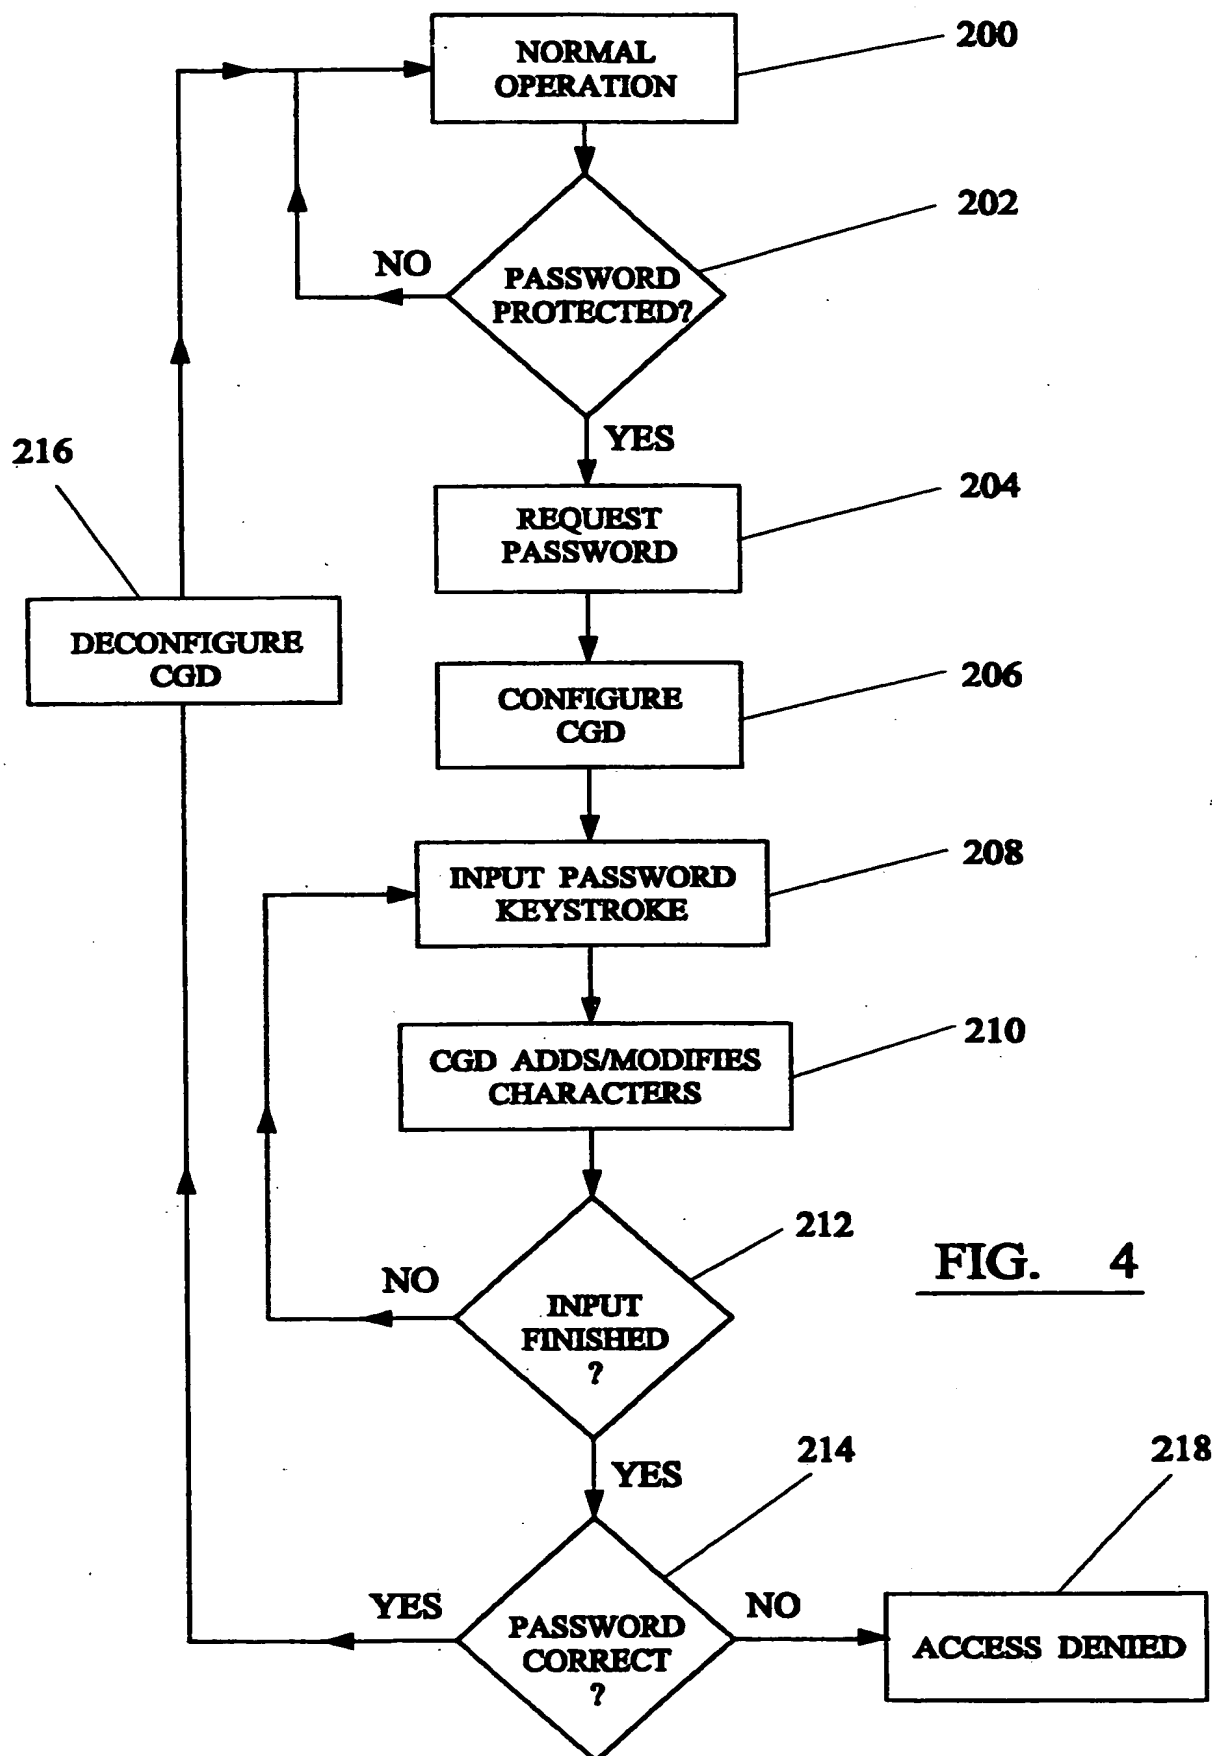 NORMAL
OPERATION
200
202
NO
PASSWORD
PROTECTED?
YES
216
204
REQUEST
PASSWORD
DECONFIGURE
CGD
206
CONFIGURE
CGD
208
INPUT PASSWORD
KEYSTROKE
210
CGD ADDS/MODIFIES
CHARACTERS
212
NO
INPUT
FINISHED
?
FIG. 4
YES
214
218
YES
PASSWORD
CORRECT
?
NO
ACCESS DENIED